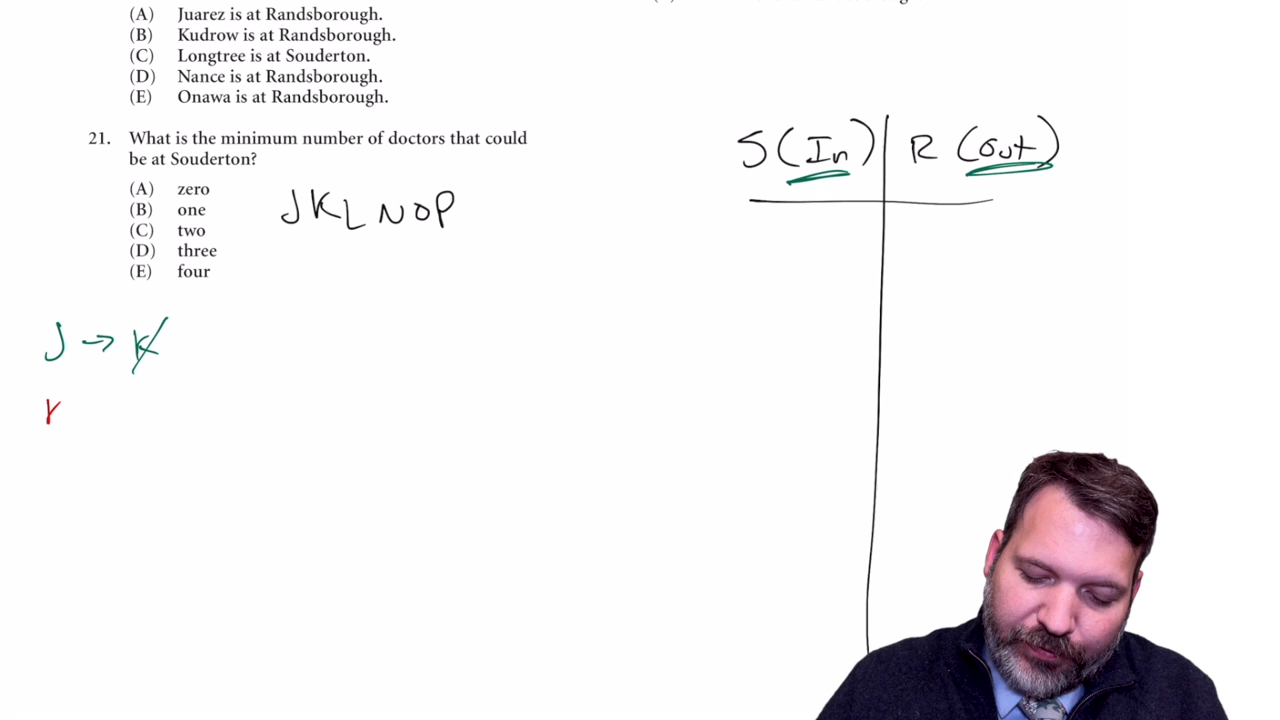 (A) Juarez is at Randsborough.
(B) Kudrow is at Randsborough.
(C) Longtree is at Souderton.
(D) Nance is at Randsborough.
(E) Onawa is at Randsborough.
21. What is the minimum number of doctors that could
be at Souderton?
(A) zero
(B) one
(C) two
(D) three
(E) four
JKLNOP
J → K
S (In) R (Out)